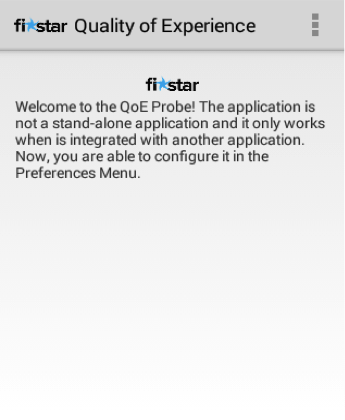 fi★star Quality of Experience
fi★star
Welcome to the QoE Probe! The application is
not a stand-alone application and it only works
when is integrated with another application.
Now, you are able to configure it in the
Preferences Menu.